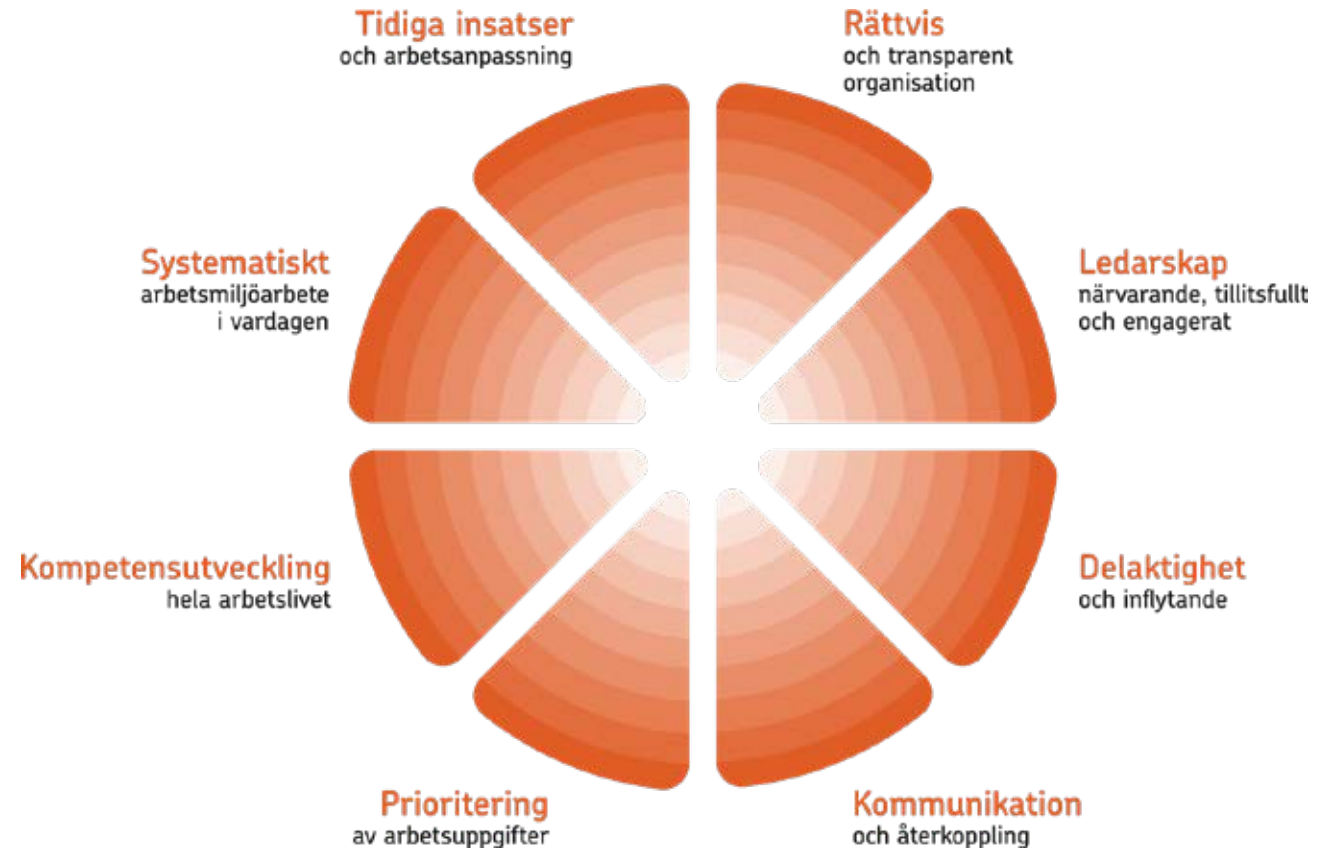 Tidiga insatser
och arbetsanpassning
Rättvis
och transparent
organisation
Ledarskap
närvarande, tillitsfullt
och engagerat
Delaktighet
och inflytande
Kommunikation
och återkoppling
Prioritering
av arbetsuppgifter
Kompetensutveckling
hela arbetslivet
Systematiskt
arbetsmiljöarbete
i vardagen